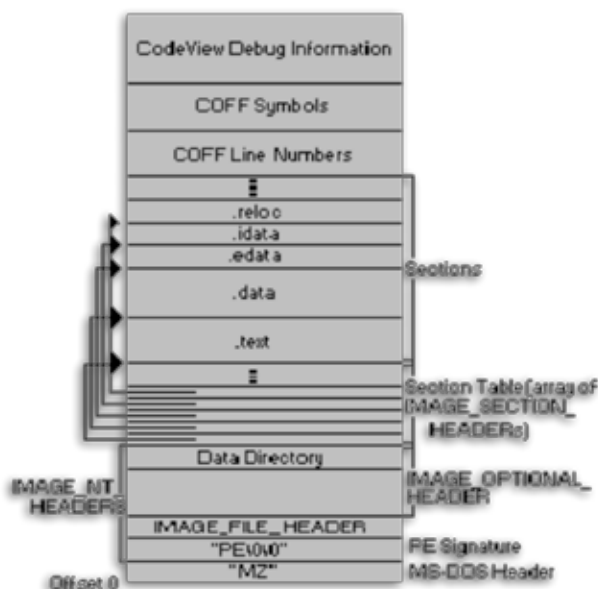 CodeView Debug Information
COFF Symbols
COFF Line Numbers
.reloc
.idata
.edata
.data
.text
Sections
Section Table(array of
IMAGE_SECTION_
HEADERs)
Data Directory
IMAGE_NT_
HEADERS
IMAGE_OPTIONAL_
HEADER
IMAGE_FILE_HEADER
"PE\0\0"
PE Signature
"MZ"
MS-DOS Header
Offset 0